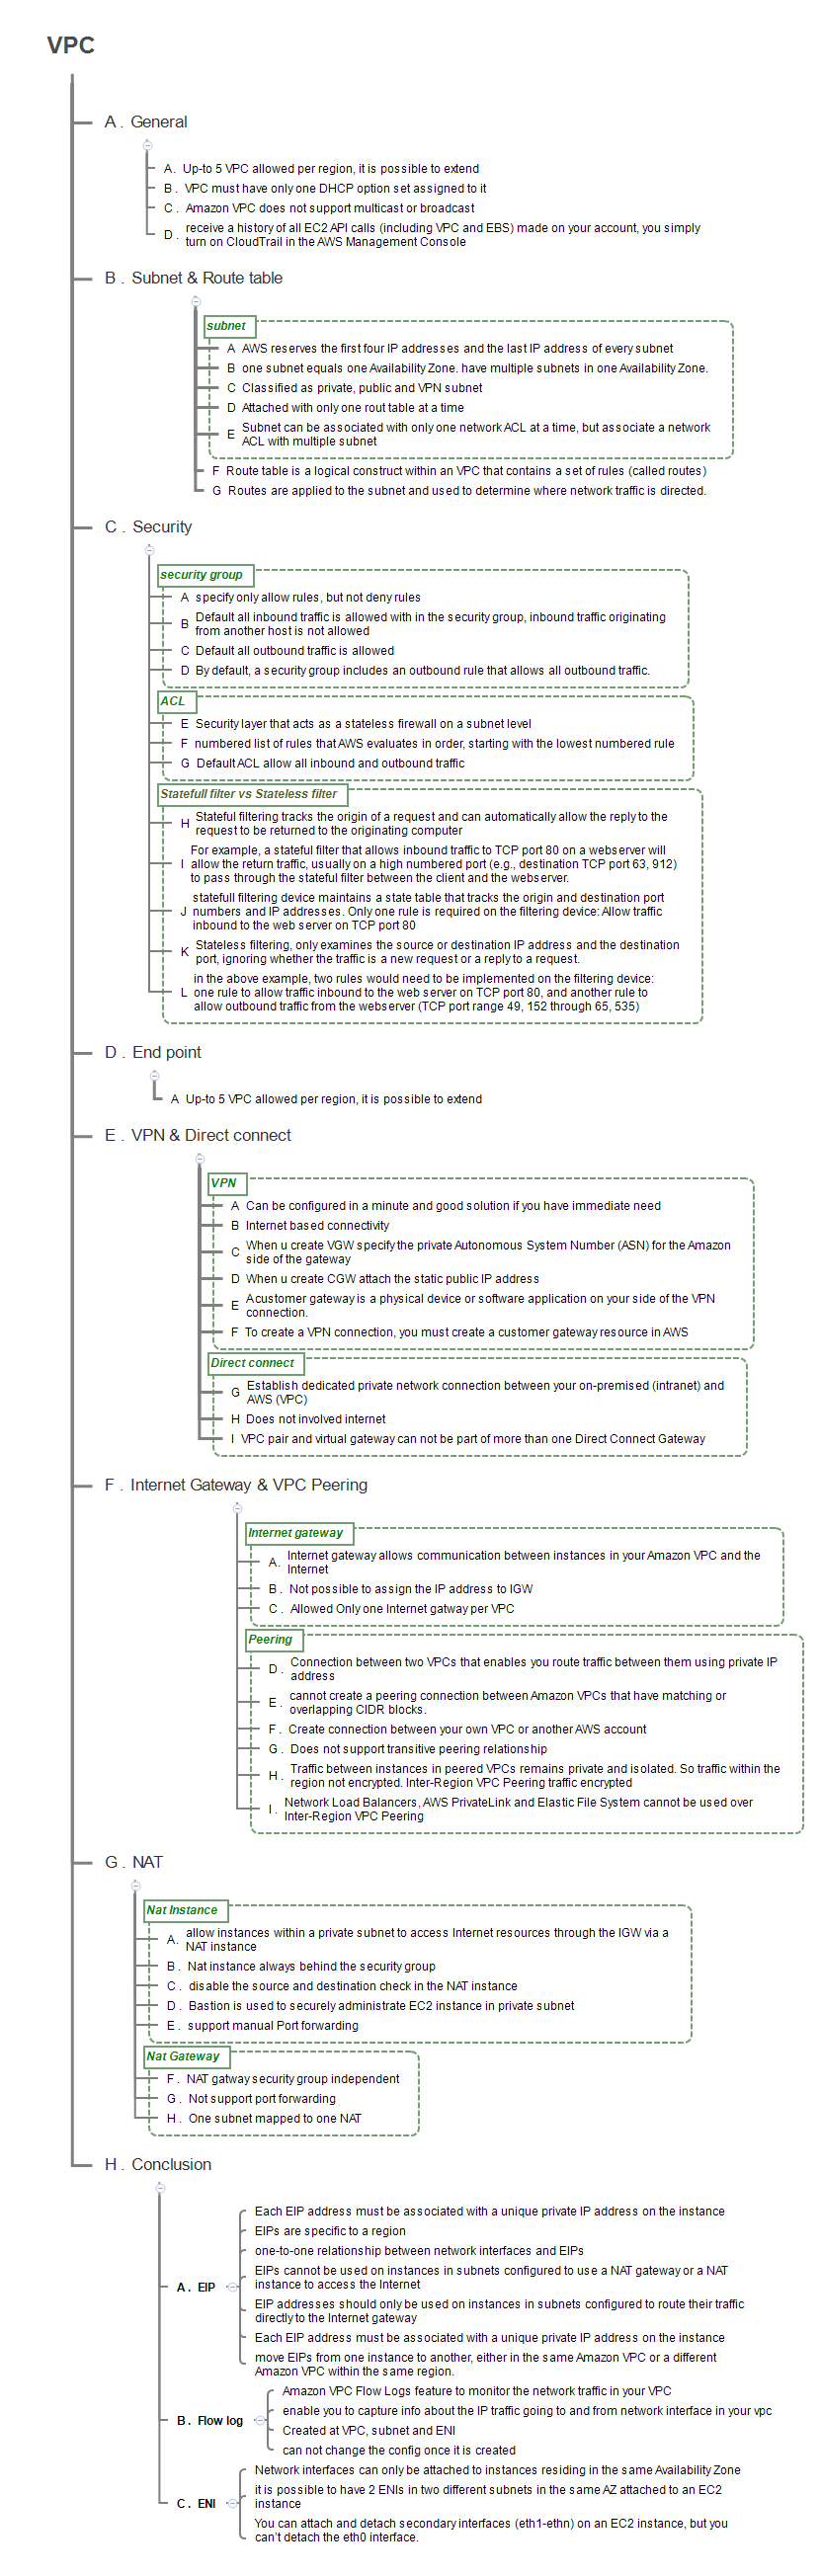 VPC
A . General
A. Up-to 5 VPC allowed per region, it is possible to extend
B . VPC must have only one DHCP option set assigned to it
C . Amazon VPC does not support multicast or broadcast
D . receive a history of all EC2 API calls (including VPC and EBS) made on your account, you simply
turn on CloudTrail in the AWS Management Console
B . Subnet & Route table
subnet
A AWS reserves the first four IP addresses and the last IP address of every subnet
B one subnet equals one Availability Zone. have multiple subnets in one Availability Zone.
C Classified as private, public and VPN subnet
D Attached with only one rout table at a time
E Subnet can be associated with only one network ACL at a time, but associate a network
ACL with multiple subnet
F Route table is a logical construct within an VPC that contains a set of rules (called routes)
G Routes are applied to the subnet and used to determine where network traffic is directed.
C . Security
security group
A specify only allow rules, but not deny rules
B Default all inbound traffic is allowed with in the security group, inbound traffic originating
from another host is not allowed
C Default all outbound traffic is allowed
D By default, a security group includes an outbound rule that allows all outbound traffic.
ACL
E Security layer that acts as a stateless firewall on a subnet level
F numbered list of rules that AWS evaluates in order, starting with the lowest numbered rule
G Default ACL allow all inbound and outbound traffic
Statefull filter vs Stateless filter
H Stateful filtering tracks the origin of a request and can automatically allow the reply to the
request to be returned to the originating computer
I For example, a stateful filter that allows inbound traffic to TCP port 80 on a webserver will
allow the return traffic, usually on a high numbered port (e.g., destination TCP port 63, 912)
to pass through the stateful filter between the client and the webserver.
J statefull filtering device maintains a state table that tracks the origin and destination port
numbers and IP addresses. Only one rule is required on the filtering device: Allow traffic
inbound to the web server on TCP port 80
K Stateless filtering, only examines the source or destination IP address and the destination
port, ignoring whether the traffic is a new request or a reply to a request.
L in the above example, two rules would need to be implemented on the filtering device:
one rule to allow traffic inbound to the web server on TCP port 80, and another rule to
allow outbound traffic from the webserver (TCP port range 49, 152 through 65, 535)
D . End point
A Up-to 5 VPC allowed per region, it is possible to extend
E . VPN & Direct connect
VPN
A Can be configured in a minute and good solution if you have immediate need
B Internet based connectivity
C When u create VGW specify the private Autonomous System Number (ASN) for the Amazon
side of the gateway
D When u create CGW attach the static public IP address
E Acustomer gateway is a physical device or software application on your side of the VPN
connection.
F To create a VPN connection, you must create a customer gateway resource in AWS
Direct connect
G Establish dedicated private network connection between your on-premised (intranet) and
AWS (VPC)
H Does not involved internet
I VPC pair and virtual gateway can not be part of more than one Direct Connect Gateway
F . Internet Gateway & VPC Peering
Internet gateway
A. Internet gateway allows communication between instances in your Amazon VPC and the
Internet
B . Not possible to assign the IP address to IGW
C . Allowed Only one Internet gatway per VPC
Peering
D . Connection between two VPCs that enables you route traffic between them using private IP
address
E . cannot create a peering connection between Amazon VPCs that have matching or
overlapping CIDR blocks.
F . Create connection between your own VPC or another AWS account
G . Does not support transitive peering relationship
H . Traffic between instances in peered VPCs remains private and isolated. So traffic within the
region not encrypted. Inter-Region VPC Peering traffic encrypted
I . Network Load Balancers, AWS PrivateLink and Elastic File System cannot be used over
Inter-Region VPC Peering
G . NAT
Nat Instance
A. allow instances within a private subnet to access Internet resources through the IGW via a
NAT instance
B . Nat instance always behind the security group
C . disable the source and destination check in the NAT instance
D . Bastion is used to securely administrate EC2 instance in private subnet
E . support manual Port forwarding
Nat Gateway
F . NAT gatway security group independent
G . Not support port forwarding
H . One subnet mapped to one NAT
H . Conclusion
A . EIP
Each EIP address must be associated with a unique private IP address on the instance
EIPs are specific to a region
one-to-one relationship between network interfaces and EIPs
EIPs cannot be used on instances in subnets configured to use a NAT gateway or a NAT
instance to access the Internet
EIP addresses should only be used on instances in subnets configured to route their traffic
directly to the Internet gateway
Each EIP address must be associated with a unique private IP address on the instance
move EIPs from one instance to another, either in the same Amazon VPC or a different
Amazon VPC within the same region.
B . Flow log
Amazon VPC Flow Logs feature to monitor the network traffic in your VPC
enable you to capture info about the IP traffic going to and from network interface in your vpc
Created at VPC, subnet and ENI
can not change the config once it is created
C . ENI
Network interfaces can only be attached to instances residing in the same Availability Zone
it is possible to have 2 ENIs in two different subnets in the same AZ attached to an EC2
instance
You can attach and detach secondary interfaces (eth1-ethn) on an EC2 instance, but you
can't detach the eth0 interface.